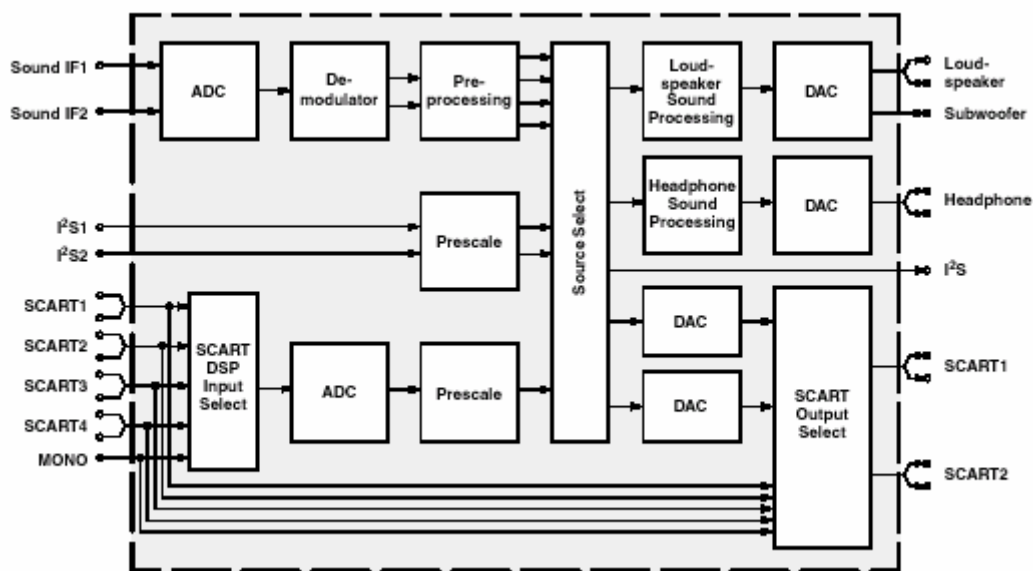 Sound IF1
Sound IF2
ADC
De-
modulator
Pre-
processing
Loud-
speaker
Sound
Processing
DAC
Loud-
speaker
Subwoofer
Headphone
Sound
Processing
DAC
Headphone
I²S1
I²S2
Prescale
Source Select
I²S
SCART1
SCART2
SCART3
SCART4
MONO
SCART
DSP
Input
Select
ADC
Prescale
DAC
DAC
SCART
Output
Select
SCART1
SCART2